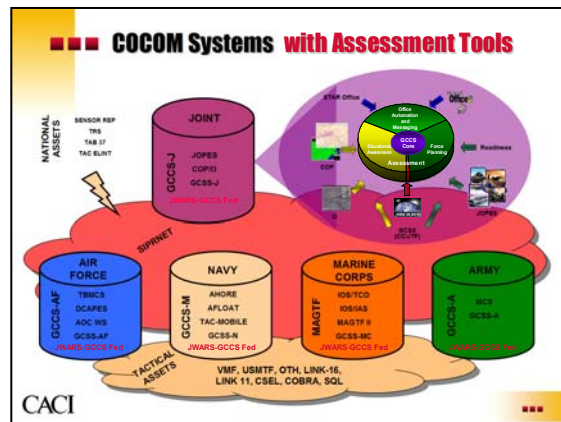 COCOM Systems with Assessment Tools
NATIONAL
ASSETS
SENSOR REP
TRS
TAB 37
TAC ELINT
JOINT
GCCS-J
JOPES
COP/I3
GCSS-J
JWARS-GCCS Fed
STAR Office
Office
Office
Automation
and
Messaging
Situational
Awareness
GCCS
Core
Force
Planning
Assessment
COP
Readiness
JOPES
GCSS
(CC/JTF)
SIPRNET
AIR
FORCE
GCCS-AF
TBMCS
DCAPES
AOC WS
GCSS-AF
JWARS-GCCS Fed
NAVY
GCCS-M
AHORE
AFLOAT
TAC-MOBILE
GCSS-N
JWARS-GCCS Fed
MARINE
CORPS
MAGTF
IOS/TCO
IOS/IAS
MAGTF II
GCSS-MC
JWARS-GCCS Fed
ARMY
GCCS-A
MCS
GCSS-A
JWARS-GCCS Fed
TACTICAL
ASSETS
VMF, USMTF, OTH, LINK-16,
LINK 11, CSEL, COBRA, SQL
CACI